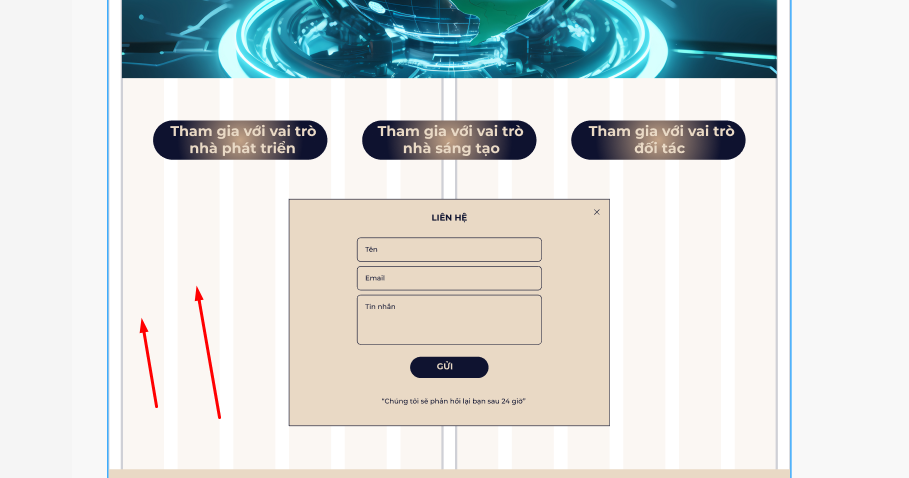 Tham gia với vai trò
nhà phát triển
Tham gia với vai trò
nhà sáng tạo
Tham gia với vai trò
đối tác
LIÊN HỆ
Tên
Email
Tin nhắn
GỬI
“Chúng tôi sẽ phản hồi lại bạn sau 24 giờ”